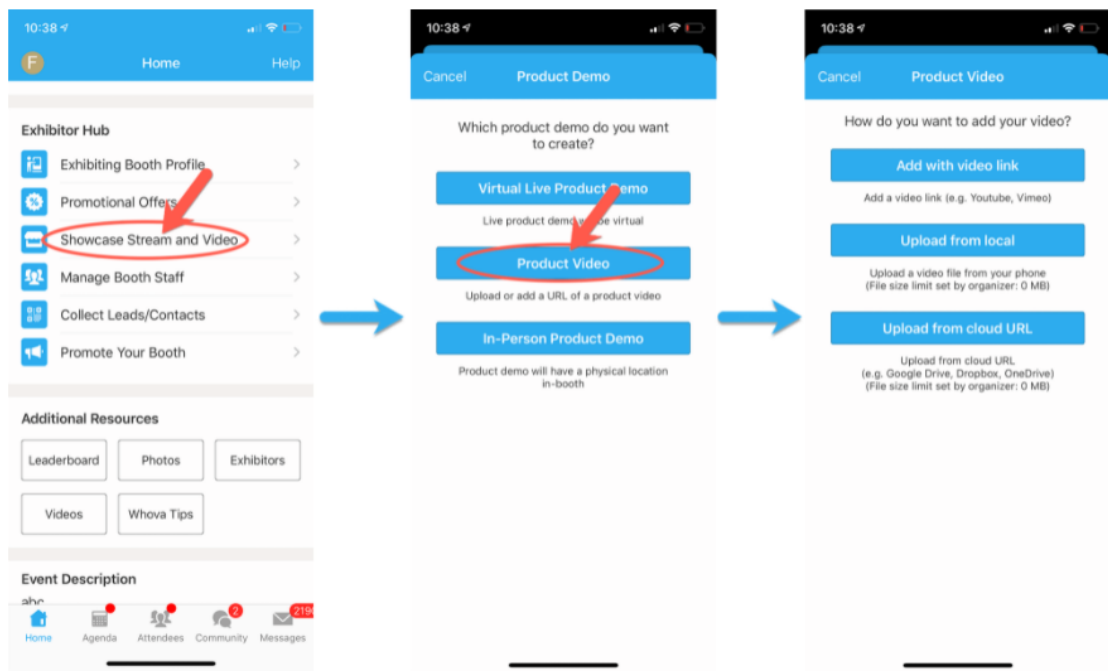 10:38
F
Home
Help
Exhibitor Hub
Exhibiting Booth Profile
Promotional Offers
Showcase Stream and Video
Manage Booth Staff
Collect Leads/Contacts
Promote Your Booth
Additional Resources
Leaderboard
Photos
Exhibitors
Videos
Whova Tips
Event Description
abc
2
2190
Home
Agenda
Attendees
Community
Messages
10:38
Cancel
Product Demo
Which product demo do you want
to create?
Virtual Live Product Demo
Live product demo will be virtual
Product Video
Upload or add a URL of a product video
In-Person Product Demo
Product demo will have a physical location
in-booth
10:38
Cancel
Product Video
How do you want to add your video?
Add with video link
Add a video link (e.g. Youtube, Vimeo)
Upload from local
Upload a video file from your phone
(File size limit set by organizer: 0 MB)
Upload from cloud URL
Upload from cloud URL
(e.g. Google Drive, Dropbox, OneDrive)
(File size limit set by organizer: 0 MB)